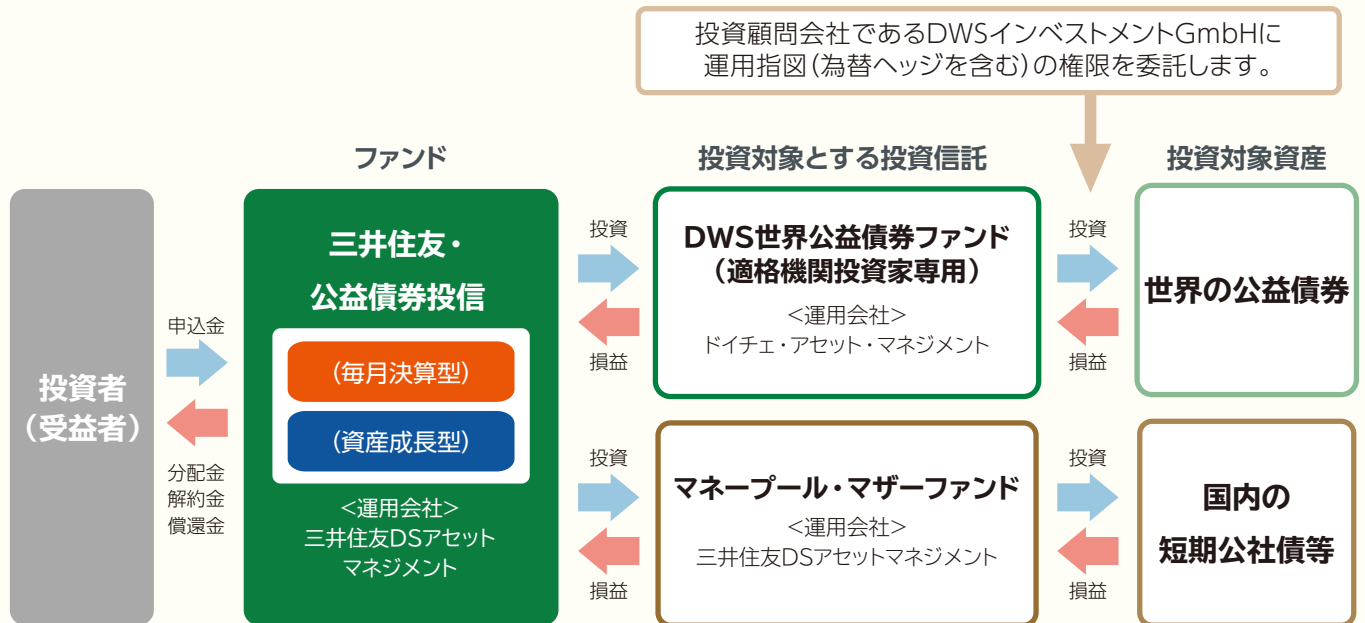 投資顧問会社であるDWSインベストメントGmbHに
運用指図(為替ヘッジを含む)の権限を委託します。
ファンド
投資対象とする投資信託
投資対象資産
投資者
(受益者)
申込金
分配金
解約金
償還金
三井住友・
公益債券投信
(毎月決算型)
(資産成長型)
<運用会社>
三井住友DSアセット
マネジメント
投資
損益
DWS世界公益債券ファンド
(適格機関投資家専用)
<運用会社>
ドイチェ・アセット・マネジメント
投資
損益
世界の公益債券
投資
損益
マネープール・マザーファンド
<運用会社>
三井住友DSアセットマネジメント
投資
損益
国内の
短期公社債等